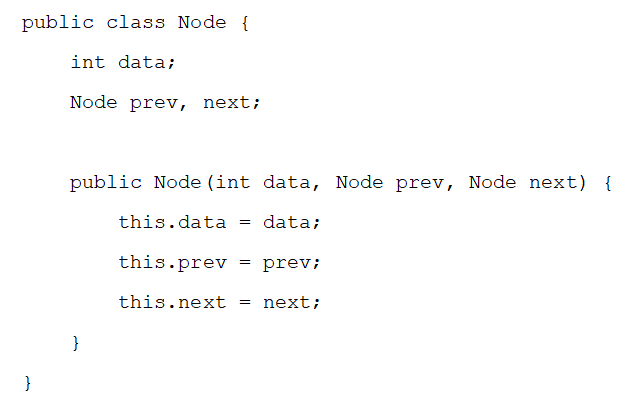 public class Node {
    int data;
    Node prev, next;

    public Node(int data, Node prev, Node next) {
        this.data = data;
        this.prev = prev;
        this.next = next;
    }
}